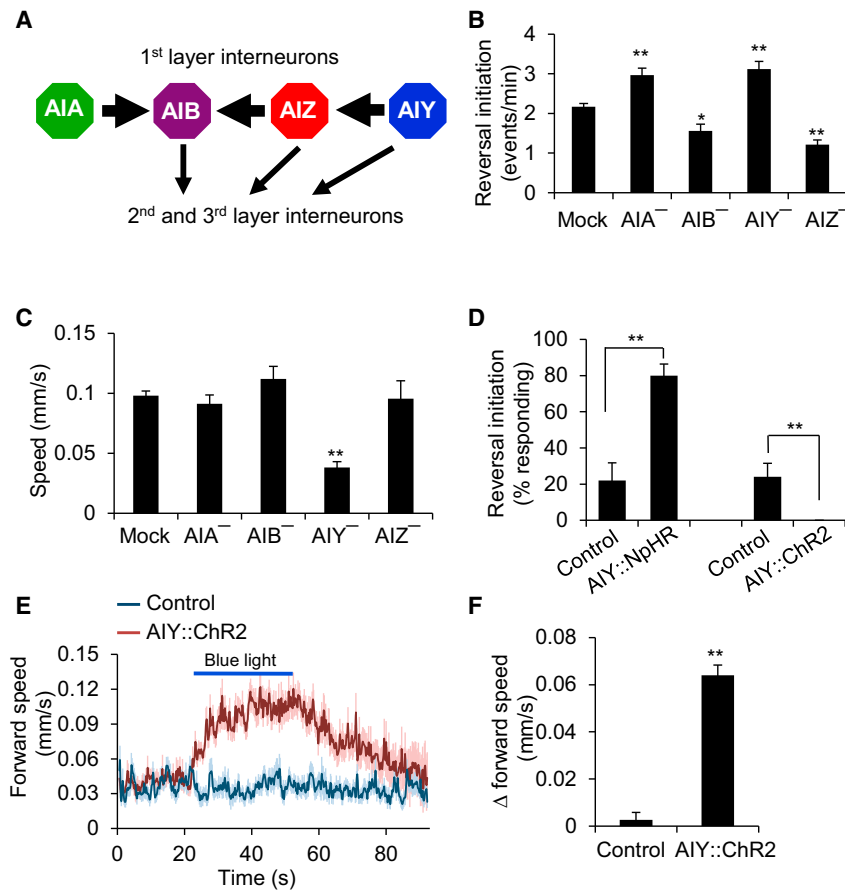 A
1st layer interneurons
AIA
AIB
AIZ
AIY
2nd and 3rd layer interneurons
B
Reversal initiation
(events/min)
4
3
2
1
0
**
*
**
**
Mock
AIA–
AIB–
AIY–
AIZ–
C
Speed (mm/s)
0.15
0.1
0.05
0
**
Mock
AIA–
AIB–
AIY–
AIZ–
D
Reversal initiation
(% responding)
100
80
60
40
20
0
**
**
Control
AIY::NpHR
Control
AIY::ChR2
E
Control
AIY::ChR2
Blue light
Forward speed
(mm/s)
0.15
0.12
0.09
0.06
0.03
0
0
20
40
60
80
Time (s)
F
Δ forward speed
(mm/s)
0.08
0.06
0.04
0.02
0
**
Control
AIY::ChR2